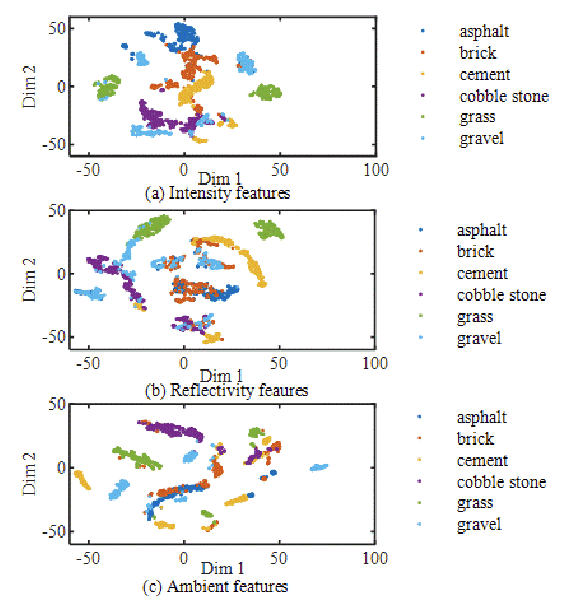 50
0
-50
Dim 2
-50
0
50
100
Dim 1
asphalt
brick
cement
cobble stone
grass
gravel
(a) Intensity features
50
0
-50
Dim 2
-50
0
50
100
Dim 1
asphalt
brick
cement
cobble stone
grass
gravel
(b) Reflectivity feaures
50
0
-50
Dim 2
-50
0
50
100
Dim 1
asphalt
brick
cement
cobble stone
grass
gravel
(c) Ambient features